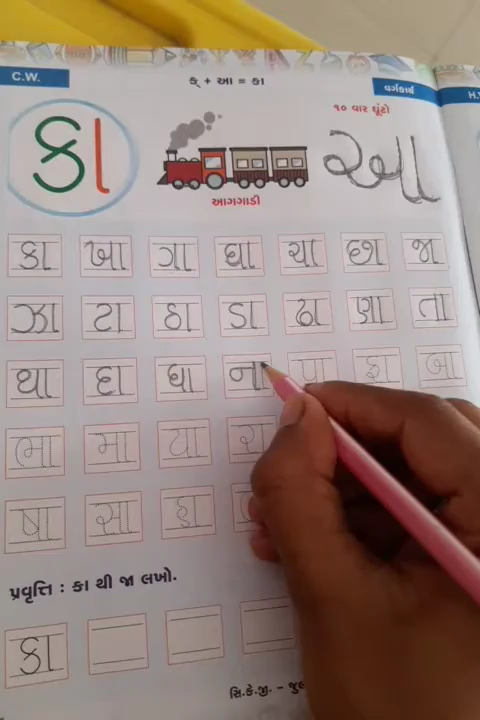 C.W.
ક્ + આ = કા
વર્ગકાર્ય
H.
૧૦ વાર ઘૂંટો
કા
આ
આગગાડી
કા ખા ગા ઘા ચા છા જા
ઝા ટા ઠા ડા ઢા ણા તા
થા દા ધા ના પા ફા બા
ભા મા યા રા
ષા સા હા
પ્રવૃત્તિ : કા થી જા લખો.
કા
સિ.કે.જી. -